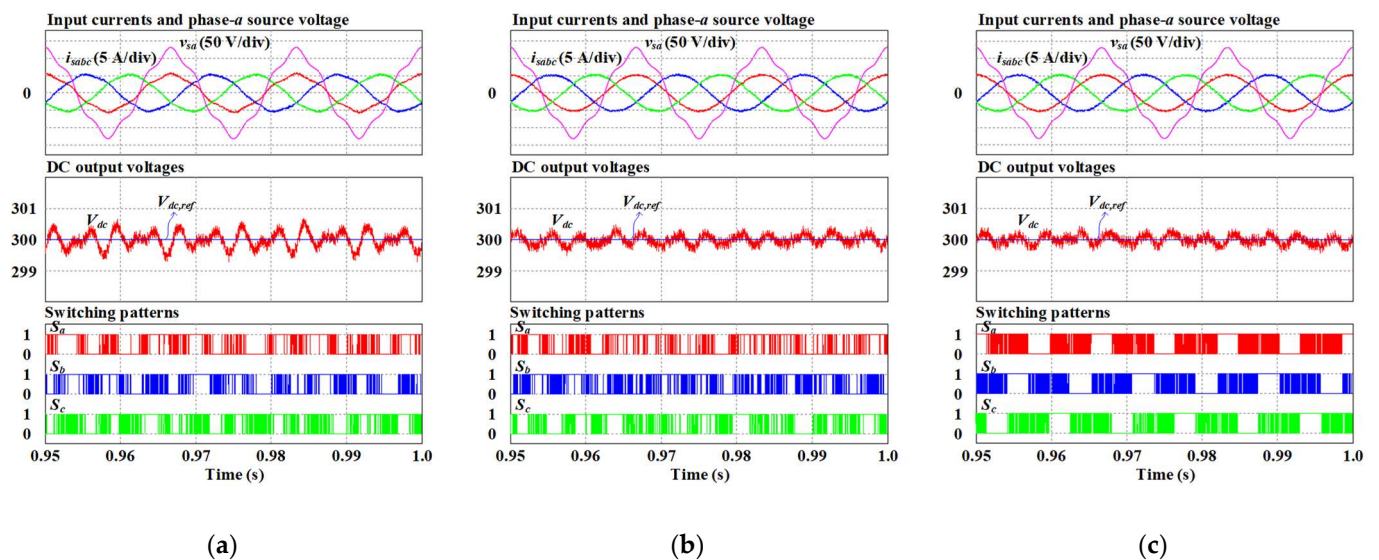 Input currents and phase-a source voltage
vsa (50 V/div)
isabc (5 A/div)
0
DC output voltages
301
300
299
Vdc
Vdc,ref
Switching patterns
Sa
1
0
Sb
1
0
Sc
1
0
0.95 0.96 0.97 0.98 0.99 1.0
Time (s)
(a)
Input currents and phase-a source voltage
vsa (50 V/div)
isabc (5 A/div)
0
DC output voltages
301
300
299
Vdc
Vdc,ref
Switching patterns
Sa
1
0
Sb
1
0
Sc
1
0
0.95 0.96 0.97 0.98 0.99 1.0
Time (s)
(b)
Input currents and phase-a source voltage
vsa (50 V/div)
isabc (5 A/div)
0
DC output voltages
301
300
299
Vdc
Vdc,ref
Switching patterns
Sa
1
0
Sb
1
0
Sc
1
0
0.95 0.96 0.97 0.98 0.99 1.0
Time (s)
(c)